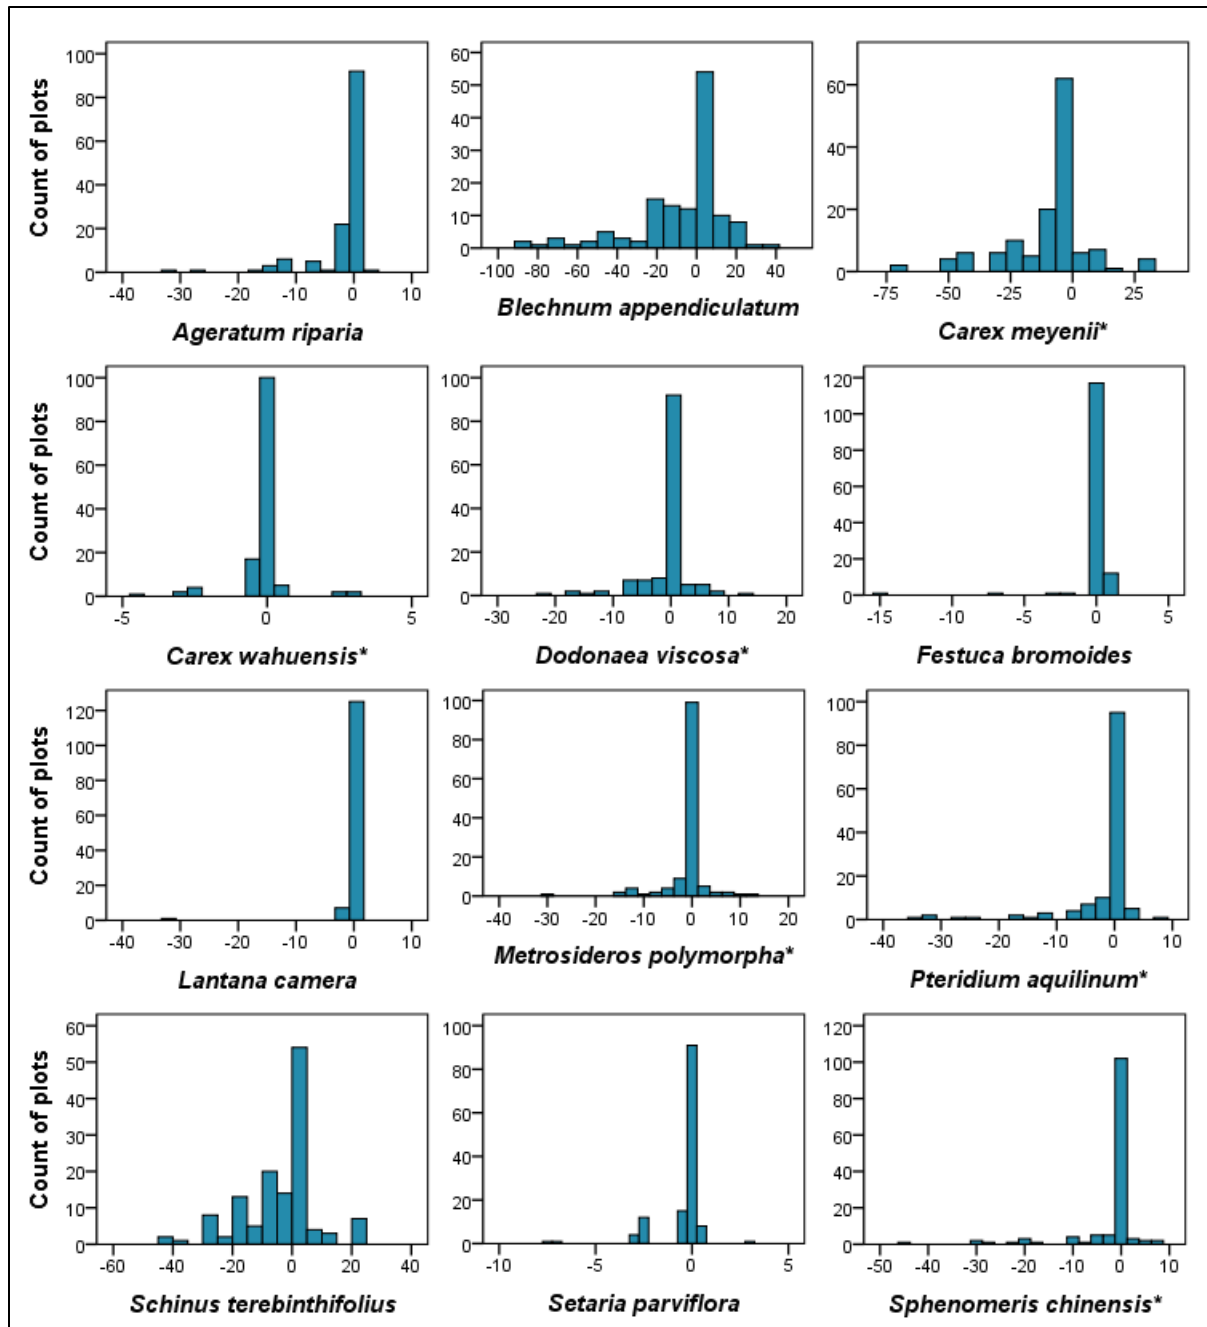 Count of plots
100
80
60
40
20
0
-40 -30 -20 -10 0 10
Ageratum riparia
60
50
40
30
20
10
0
-100 -80 -60 -40 -20 0 20 40
Blechnum appendiculatum
60
40
20
0
-75 -50 -25 0 25
Carex meyenii*
Count of plots
100
80
60
40
20
0
-5 0 5
Carex wahuensis*
100
80
60
40
20
0
-30 -20 -10 0 10 20
Dodonaea viscosa*
120
100
80
60
40
20
0
-15 -10 -5 0 5
Festuca bromoides
Count of plots
120
100
80
60
40
20
0
-40 -30 -20 -10 0 10
Lantana camera
100
80
60
40
20
0
-40 -30 -20 -10 0 10 20
Metrosideros polymorpha*
100
80
60
40
20
0
-40 -30 -20 -10 0 10
Pteridium aquilinum*
Count of plots
60
50
40
30
20
10
0
-60 -40 -20 0 20 40
Schinus terebinthifolius
100
80
60
40
20
0
-10 -5 0 5
Setaria parviflora
120
100
80
60
40
20
0
-50 -40 -30 -20 -10 0 10
Sphenomeris chinensis*